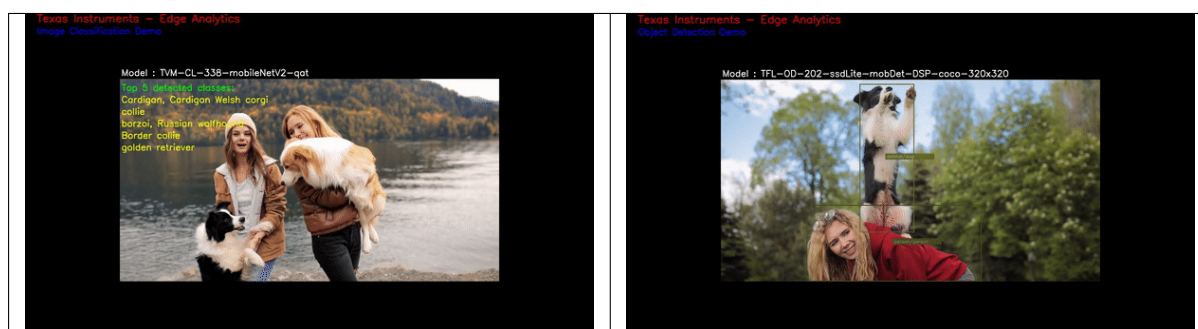 Texas Instruments - Edge Analytics
Image Classification Demo
Model : TVM-CL-338-mobileNetV2-qat
Top 5 detected classes:
Cardigan, Cardigan Welsh corgi
collie
borzoi, Russian wolfhound
Border collie
golden retriever
Texas Instruments - Edge Analytics
Object Detection Demo
Model : TFL-OD-202-ssdLite-mobDet-DSP-coco-320x320